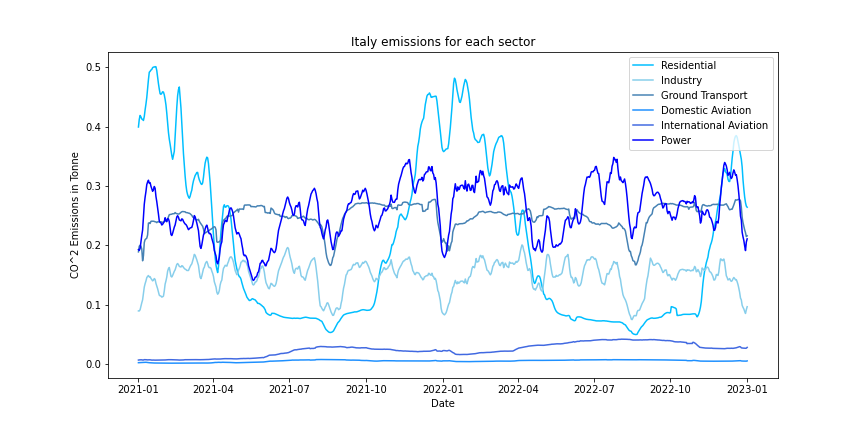 Italy emissions for each sector
Residential
Industry
Ground Transport
Domestic Aviation
International Aviation
Power
CO^2 Emissions in Tonne
0.5
0.4
0.3
0.2
0.1
0.0
2021-01
2021-04
2021-07
2021-10
2022-01
2022-04
2022-07
2022-10
2023-01
Date